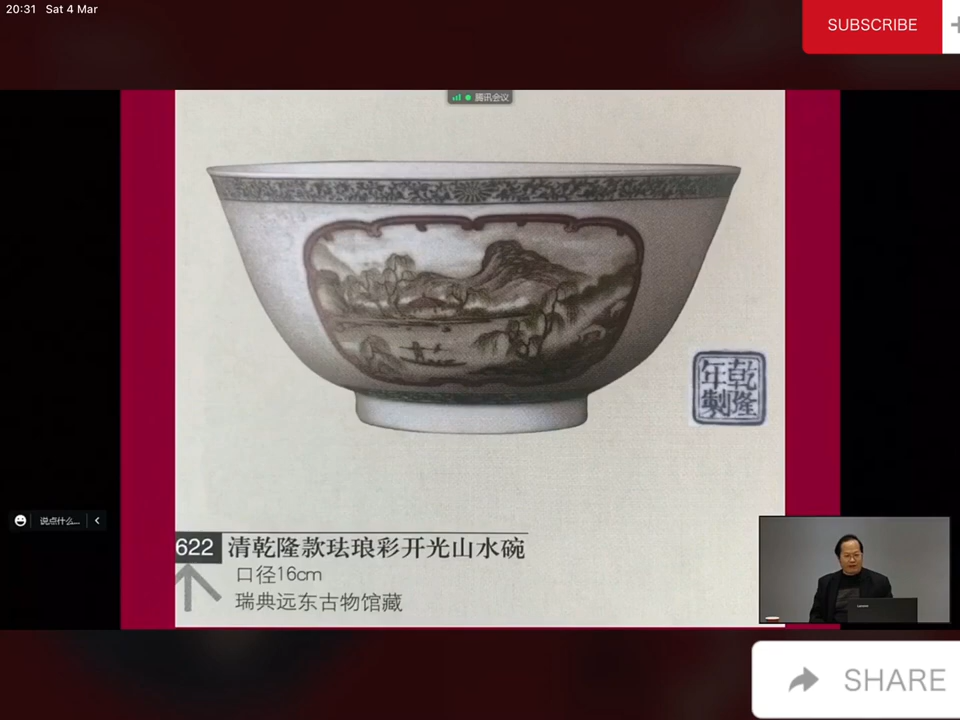 20:31 Sat 4 Mar
SUBSCRIBE
腾讯会议
乾隆
年製
说点什么...
622 清乾隆款珐琅彩开光山水碗
口径16cm
瑞典远东古物馆藏
SHARE